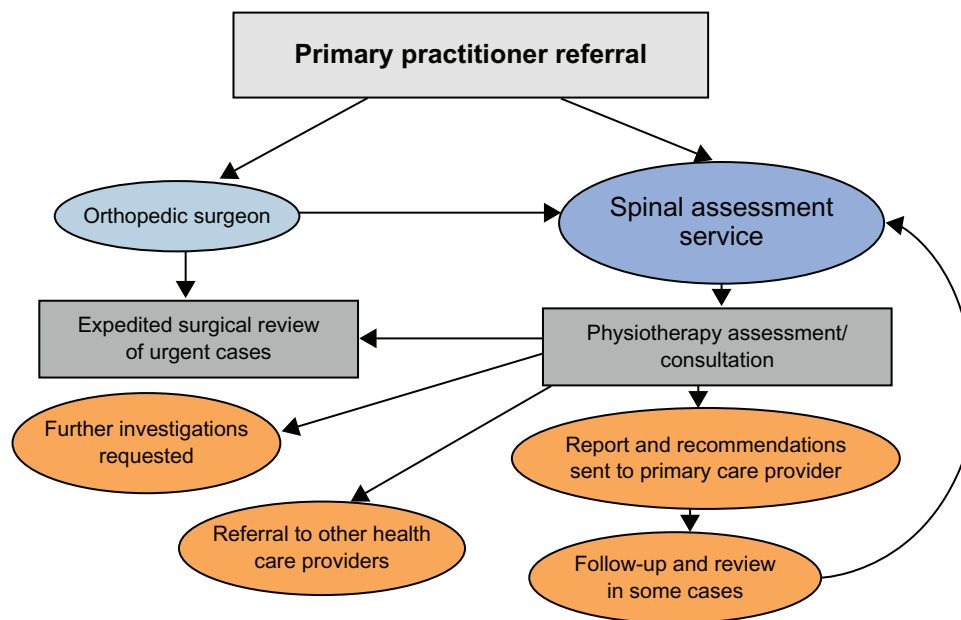 Primary practitioner referral
Orthopedic surgeon
Spinal assessment
service
Expedited surgical review
of urgent cases
Physiotherapy assessment/
consultation
Further investigations
requested
Report and recommendations
sent to primary care provider
Referral to other health
care providers
Follow-up and review
in some cases